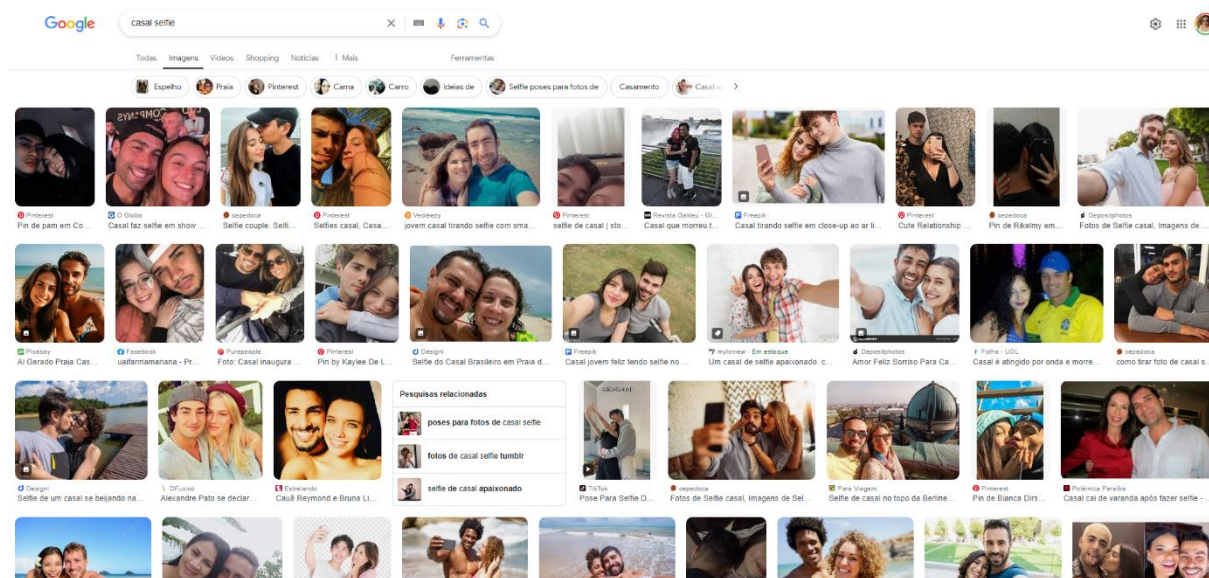 Google
casal selfie
Todas Imagens Vídeos Shopping Notícias Mais Ferramentas
Espelho Praia Pinterest Cama Carro Ideias de Selfie poses para fotos de Casamento Casal
Pinterest
Pin de pam em Co...
O Globo
Casal faz selfie em show ...
oepedoca
Selfie couple. Selfi...
Pinterest
Selfies casal, Casa...
Vecteezy
jovem casal tirando selfie com sma...
Pinterest
selfie de casal | sto...
Revista Galileu - Gl...
Casal que morreu t...
Freepik
Casal tirando selfie em close-up ao ar li...
Pinterest
Cute Relationship ...
oepedoca
Pin de Rikelmy em...
Depositphotos
Fotos de Selfie casal, Imagens de ...
Pixabay
Ai Gerado Praia Cas...
Facebook
uaifarmamariana - Pr...
Purepeople
Foto: Casal inaugura ...
Pinterest
Pin by Kaylee De L...
Designi
Selfie do Casal Brasileiro em Praia d...
Freepik
Casal jovem feliz tendo selfie no ...
myloview · Em estoque
Um casal de selfie apaixonado. c...
Depositphotos
Amor Feliz Sorriso Para Ca...
Folha - UOL
Casal é atingido por onda e morre...
oepedoca
como tirar foto de casal s...
Pesquisas relacionadas
poses para fotos de casal selfie
fotos de casal selfie tumblr
selfie de casal apaixonado
Designi
Selfie de um casal se beijando na...
OFuxico
Alexandre Pato se declar...
Estrelando
Cauã Reymond e Bruna Li...
TikTok
Pose Para Selfie D...
oepedoca
Fotos de Selfie casal, Imagens de Sel...
Para Viagem
Selfie de casal no topo da Berline...
Pinterest
Pin de Bianca Dirs...
Polêmica Paraíba
Casal cai de varanda após fazer selfie - ...